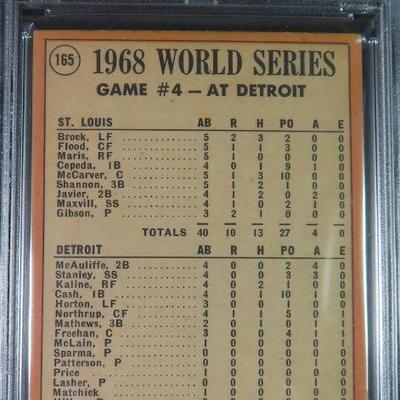 165 1968 WORLD SERIES
GAME #4 — AT DETROIT
ST. LOUIS AB R H PO A E
Brock, LF 5 2 3 2 0 0
Flood, CF 5 1 1 3 0 0
Maris, RF 5 1 0 0 0 0
Cepeda, 1B 4 0 1 9 1 0
McCarver, C 5 1 3 10 0 0
Shannon, 3B 5 1 2 1 0 0
Javier, 2B 4 1 2 0 2 0
Maxvill, SS 4 1 0 2 1 0
Gibson, P 3 2 1 0 0 0
TOTALS 40 10 13 27 4 0
DETROIT AB R H PO A E
McAuliffe, 2B 4 0 0 2 4 0
Stanley, SS 4 0 0 3 3 0
Kaline, RF 4 0 2 1 0 0
Cash, 1B 4 0 1 10 1 0
Horton, LF 3 0 0 1 0 0
Northrup, CF 4 1 1 5 0 1
Mathews, 3B 2 0 1 0 1 1
Freehan, C 3 0 0 5 0 1
McLain, P 1 0 0 0 0 1
Sparma, P 0 0 0 0 0 0
Patterson, P 0 0 0 0 0 0
Price 1 0 0 0 0 0
Lasher, P 0 0 0 0 1 0
Matchick 1 0 0 0 0 0